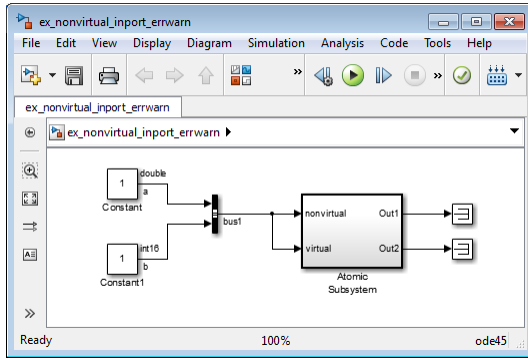 ex_nonvirtual_inport_errwarn
File Edit View Display Diagram Simulation Analysis Code Tools Help
» »
ex_nonvirtual_inport_errwarn
ex_nonvirtual_inport_errwarn
1
double
a
Constant
bus1
1
int16
b
Constant1
nonvirtual Out1
virtual Out2
Atomic
Subsystem
A
»
Ready 100% ode45